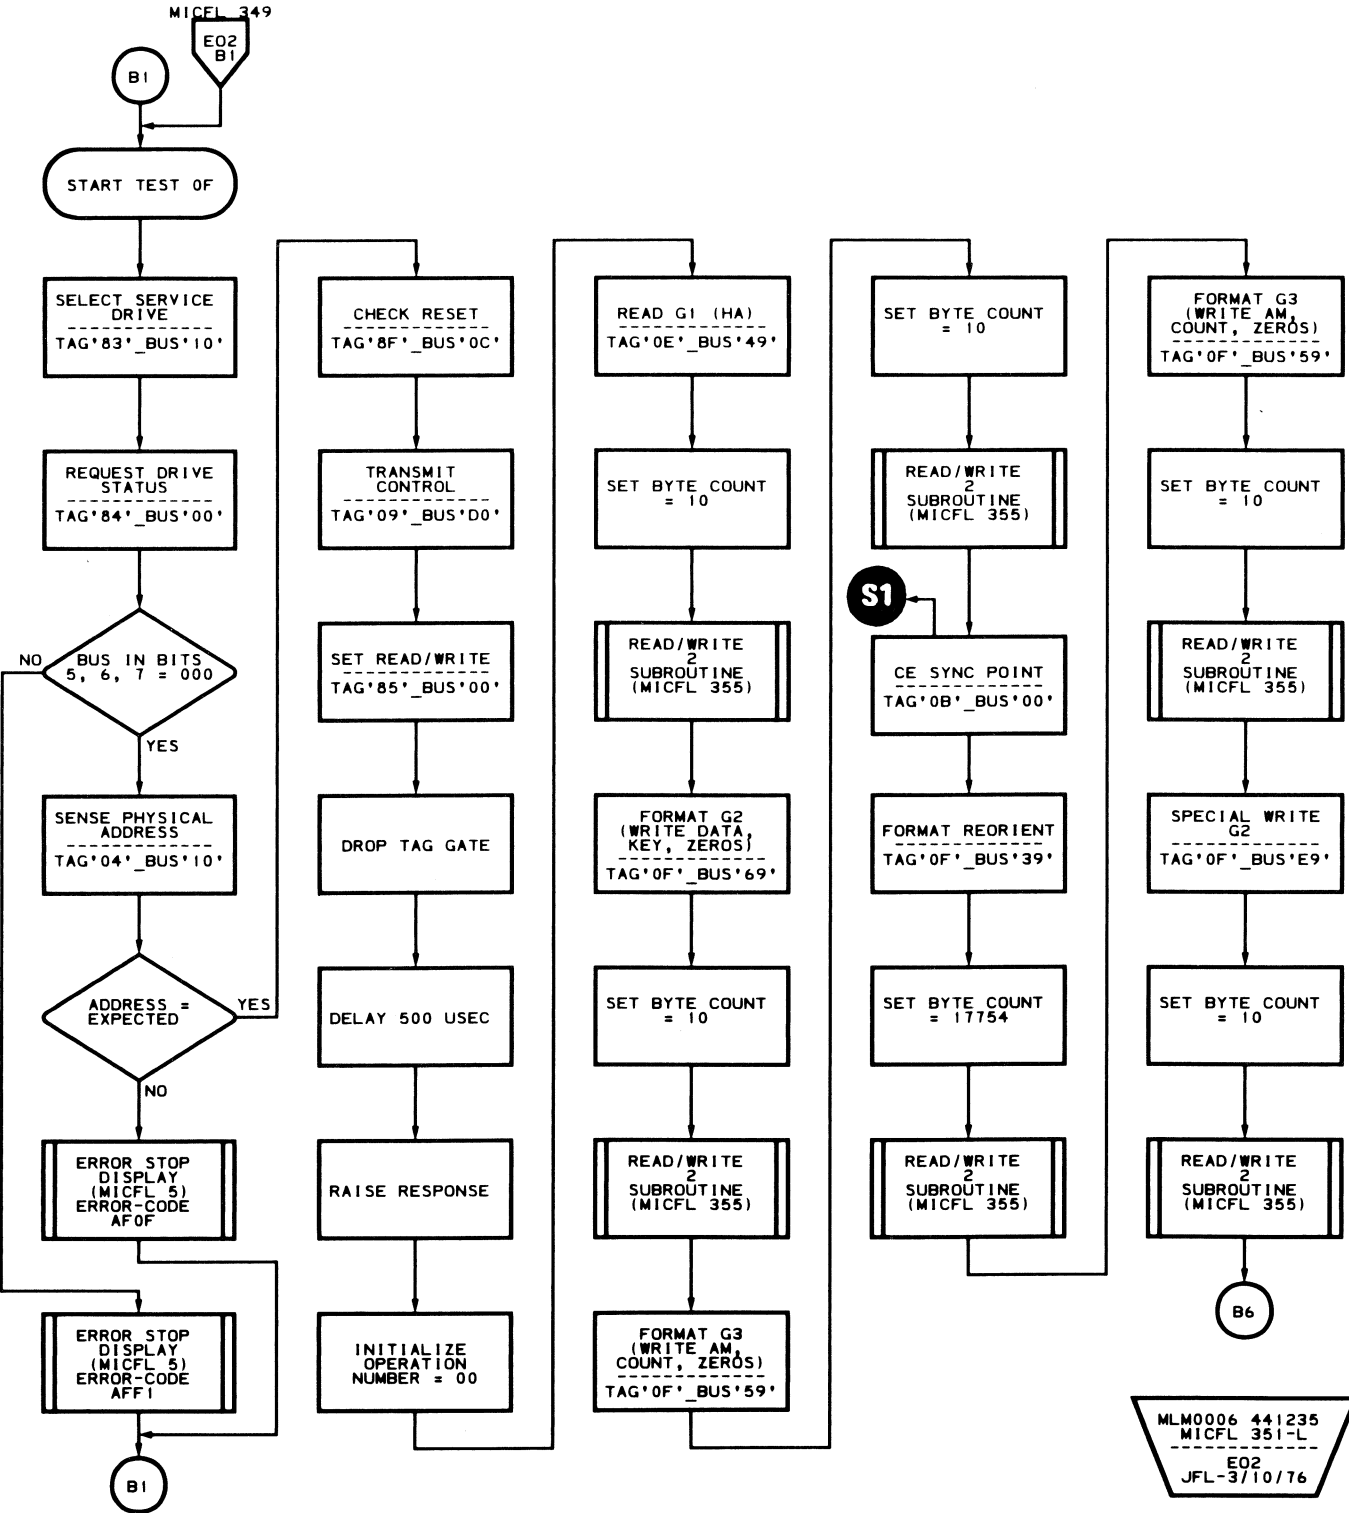 MICFL 349
E02
B1
B1
START TEST 0F
SELECT SERVICE
DRIVE
TAG'83'_BUS'10'
REQUEST DRIVE
STATUS
TAG'84'_BUS'00'
BUS IN BITS
5, 6, 7 = 000
NO
YES
SENSE PHYSICAL
ADDRESS
TAG'04'_BUS'10'
ADDRESS =
EXPECTED
YES
NO
ERROR STOP
DISPLAY
(MICFL 5)
ERROR-CODE
AF0F
ERROR STOP
DISPLAY
(MICFL 5)
ERROR-CODE
AFF1
B1
CHECK RESET
TAG'8F'_BUS'0C'
TRANSMIT
CONTROL
TAG'09'_BUS'D0'
SET READ/WRITE
TAG'85'_BUS'00'
DROP TAG GATE
DELAY 500 USEC
RAISE RESPONSE
INITIALIZE
OPERATION
NUMBER = 00
READ G1 (HA)
TAG'0E'_BUS'49'
SET BYTE COUNT
= 10
READ/WRITE
2
SUBROUTINE
(MICFL 355)
FORMAT G2
(WRITE DATA,
KEY, ZEROS)
TAG'0F'_BUS'69'
SET BYTE COUNT
= 10
READ/WRITE
2
SUBROUTINE
(MICFL 355)
FORMAT G3
(WRITE AM,
COUNT, ZEROS)
TAG'0F'_BUS'59'
SET BYTE COUNT
= 10
READ/WRITE
2
SUBROUTINE
(MICFL 355)
S1
CE SYNC POINT
TAG'0B'_BUS'00'
FORMAT REORIENT
TAG'0F'_BUS'39'
SET BYTE COUNT
= 17754
READ/WRITE
2
SUBROUTINE
(MICFL 355)
FORMAT G3
(WRITE AM,
COUNT, ZEROS)
TAG'0F'_BUS'59'
SET BYTE COUNT
= 10
READ/WRITE
2
SUBROUTINE
(MICFL 355)
SPECIAL WRITE
G2
TAG'0F'_BUS'E9'
SET BYTE COUNT
= 10
READ/WRITE
2
SUBROUTINE
(MICFL 355)
B6
MLM0006 441235
MICFL 351-L
E02
JFL-3/10/76